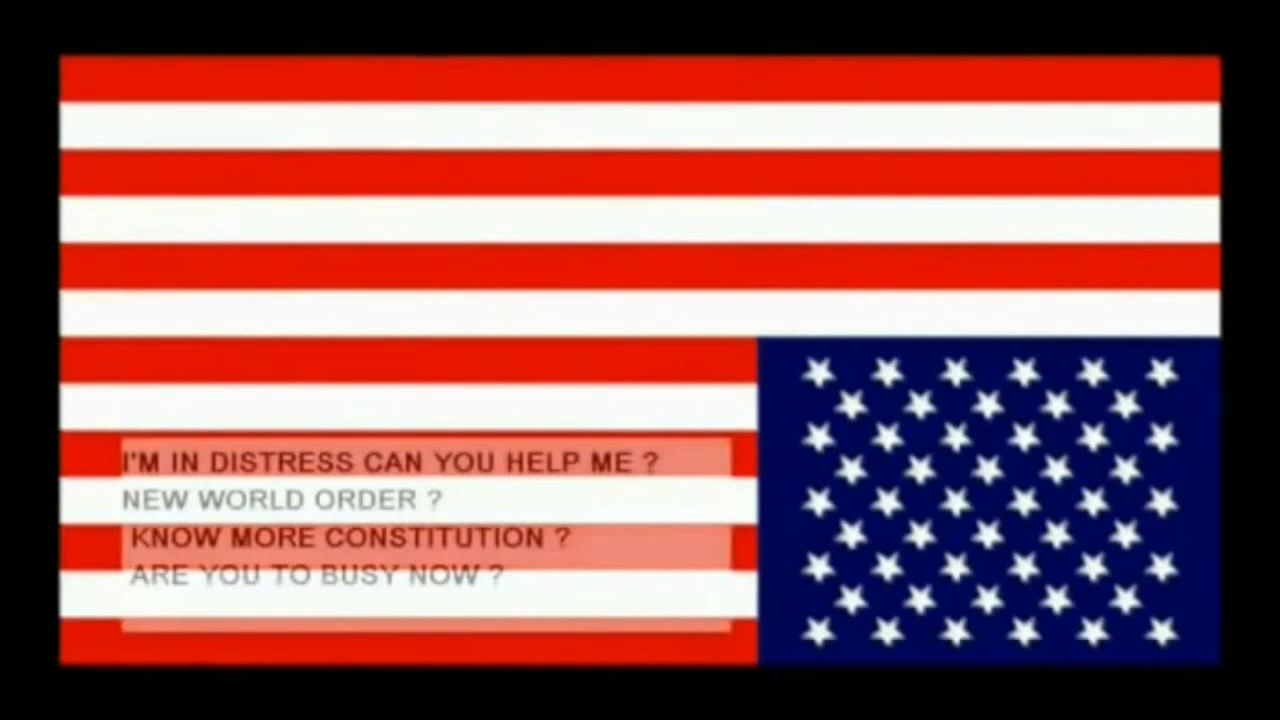 I'M IN DISTRESS CAN YOU HELP ME ?
NEW WORLD ORDER ?
KNOW MORE CONSTITUTION ?
ARE YOU TO BUSY NOW ?